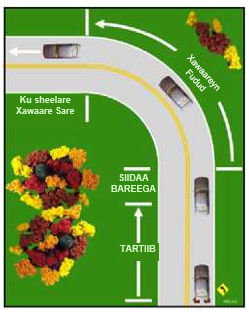 Xawaareyn
Fudud
Ku sheelare
Xawaare Sare
SIIDAA
BAREEGA
TARTIIB